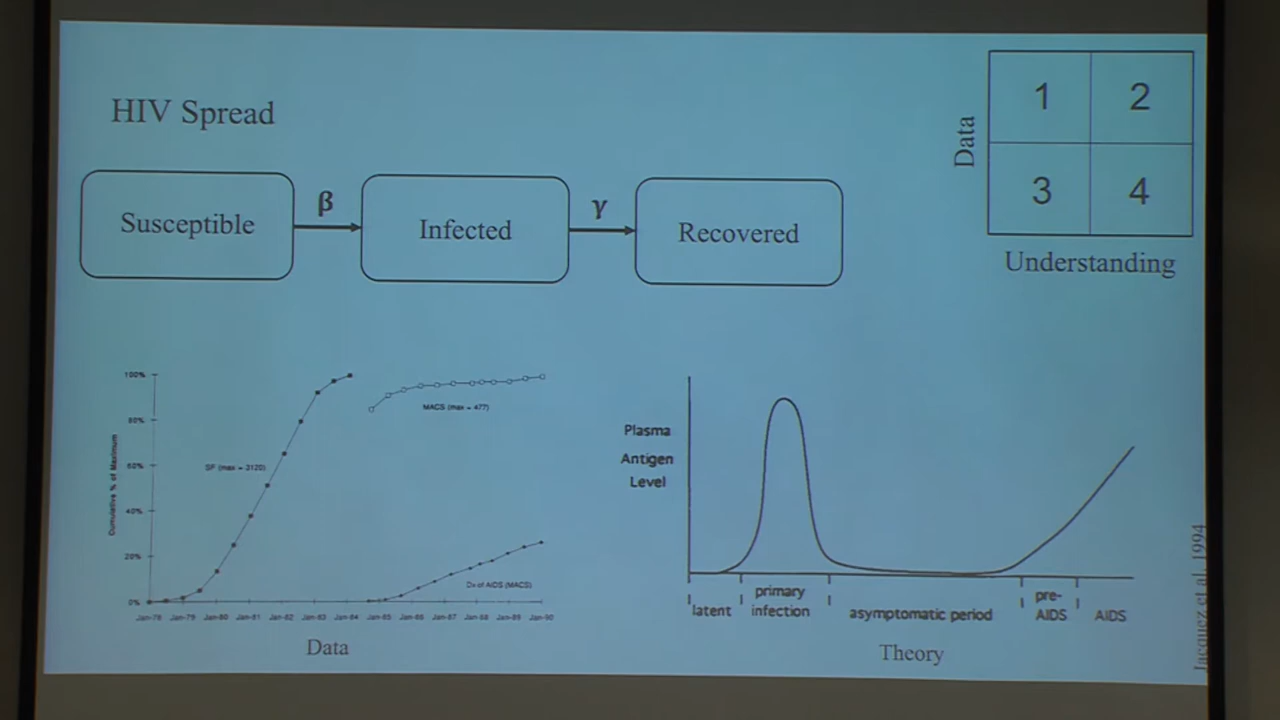 HIV Spread
Susceptible
β
Infected
γ
Recovered
Data
1
2
3
4
Understanding
100%
80%
60%
40%
20%
0%
Cumulative % of Maximum
SF (max = 3120)
MACS (max = 477)
Dx of AIDS (MACS)
Jan-78 Jan-79 Jan-80 Jan-81 Jan-82 Jan-83 Jan-84 Jan-85 Jan-86 Jan-87 Jan-88 Jan-89 Jan-90
Data
Plasma
Antigen
Level
latent
primary
infection
asymptomatic period
pre-
AIDS
AIDS
Theory
Jacquez et al. 1994